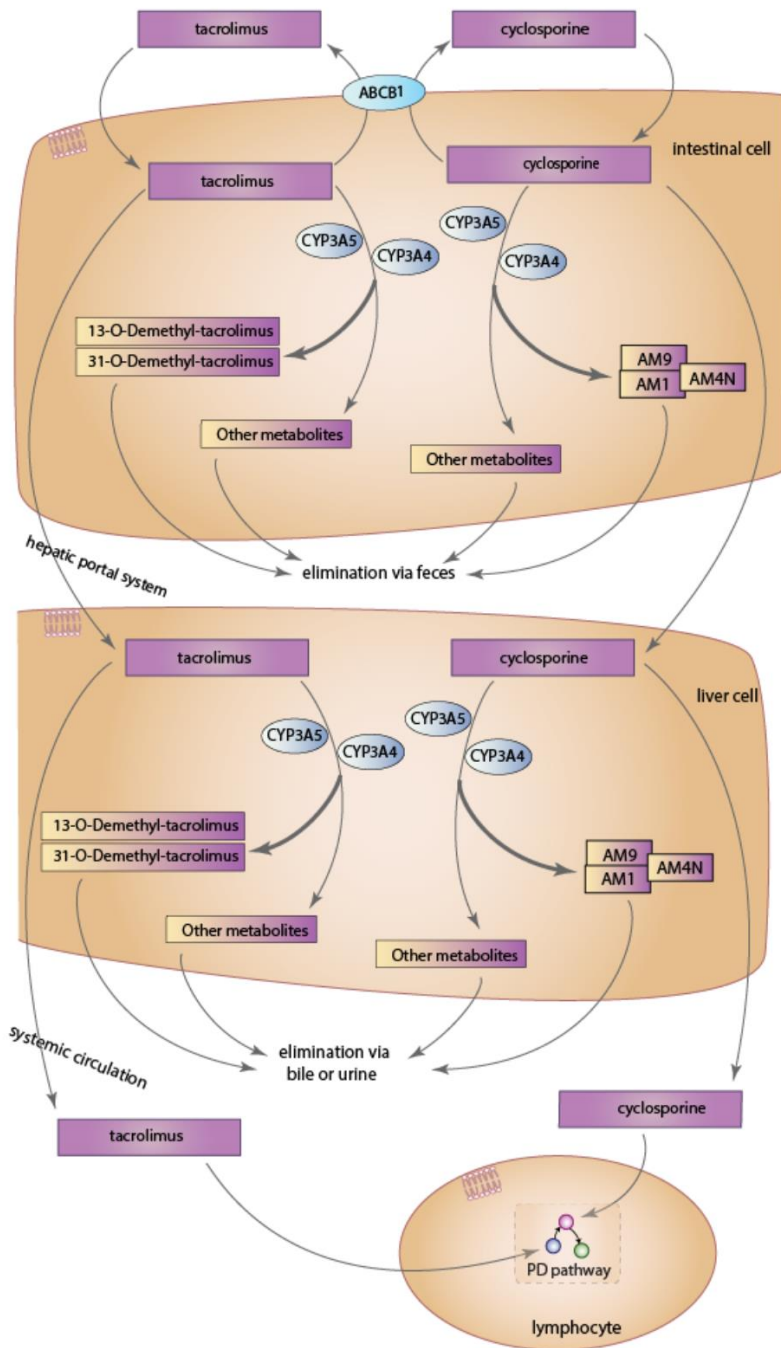 tacrolimus
cyclosporine
ABCB1
intestinal cell
tacrolimus
cyclosporine
CYP3A5
CYP3A4
CYP3A5
CYP3A4
13-O-Demethyl-tacrolimus
31-O-Demethyl-tacrolimus
AM9
AM1
AM4N
Other metabolites
Other metabolites
hepatic portal system
elimination via feces
tacrolimus
cyclosporine
liver cell
CYP3A5
CYP3A4
CYP3A5
CYP3A4
13-O-Demethyl-tacrolimus
31-O-Demethyl-tacrolimus
AM9
AM1
AM4N
Other metabolites
Other metabolites
systemic circulation
elimination via
bile or urine
tacrolimus
cyclosporine
PD pathway
lymphocyte